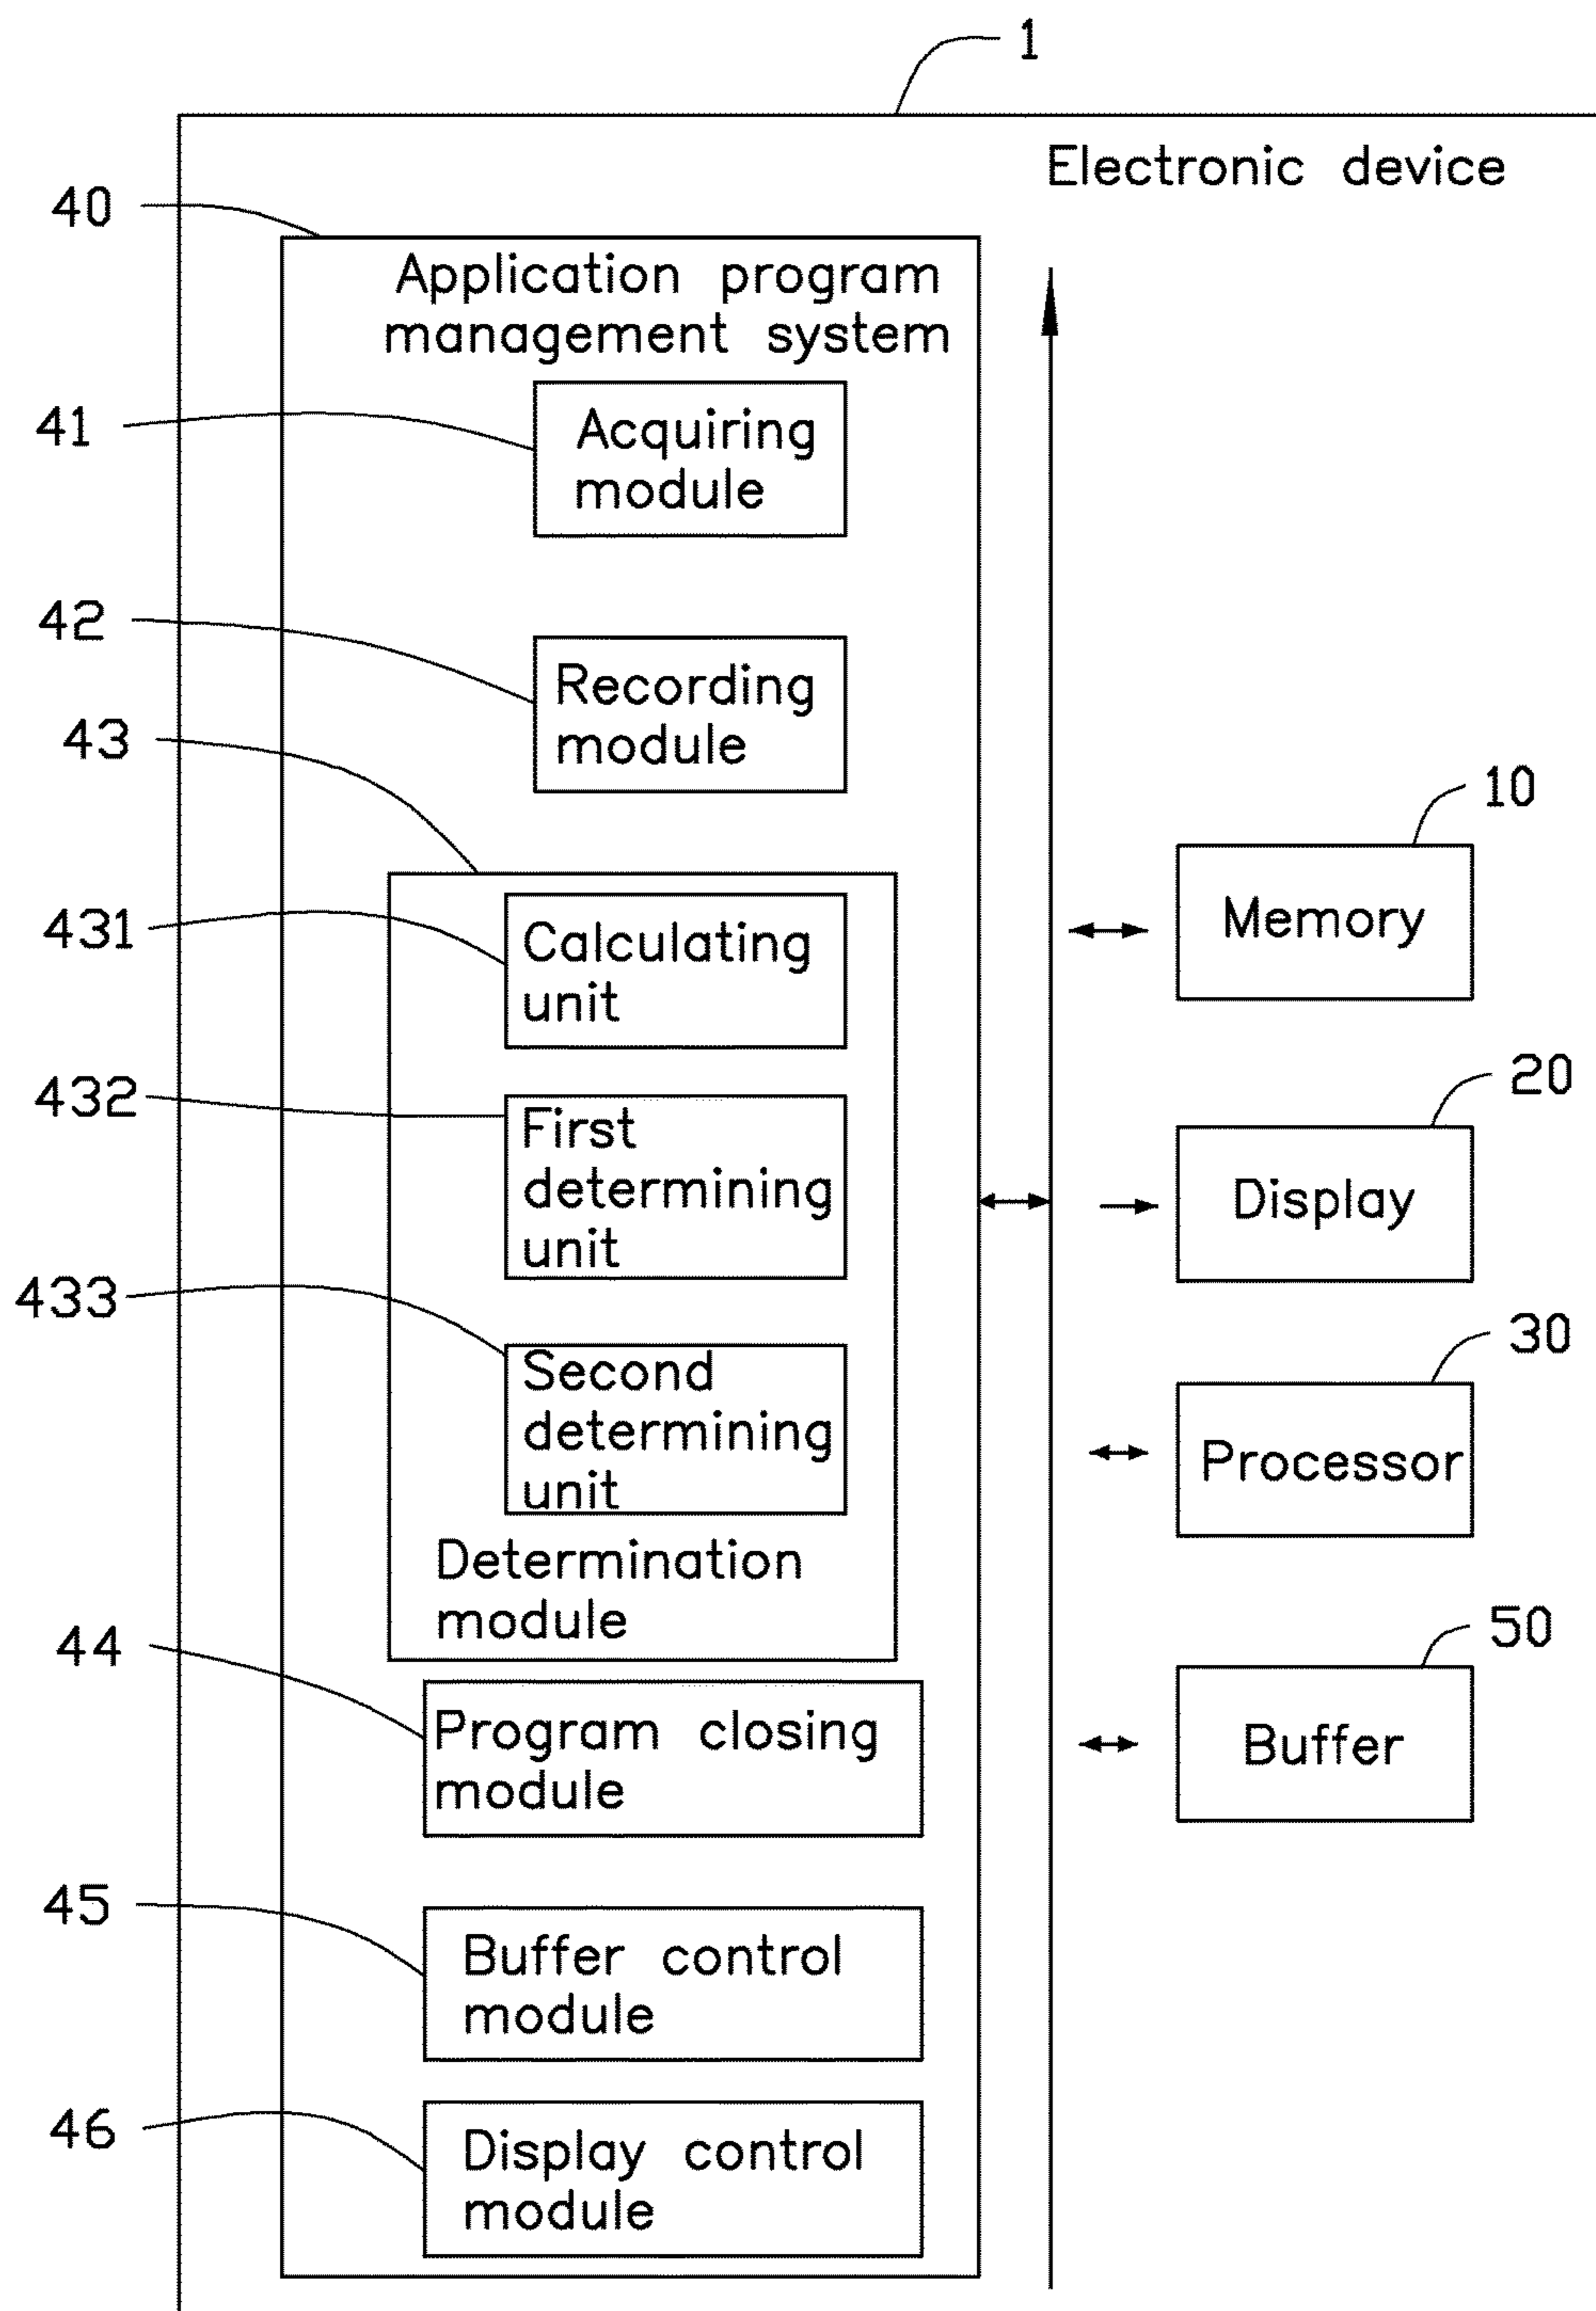 1
Electronic device
40
Application program
management system
41
Acquiring
module
42
Recording
module
43
431
Calculating
unit
432
First
determining
unit
433
Second
determining
unit
Determination
module
44
Program closing
module
45
Buffer control
module
46
Display control
module
10
Memory
20
Display
30
Processor
50
Buffer